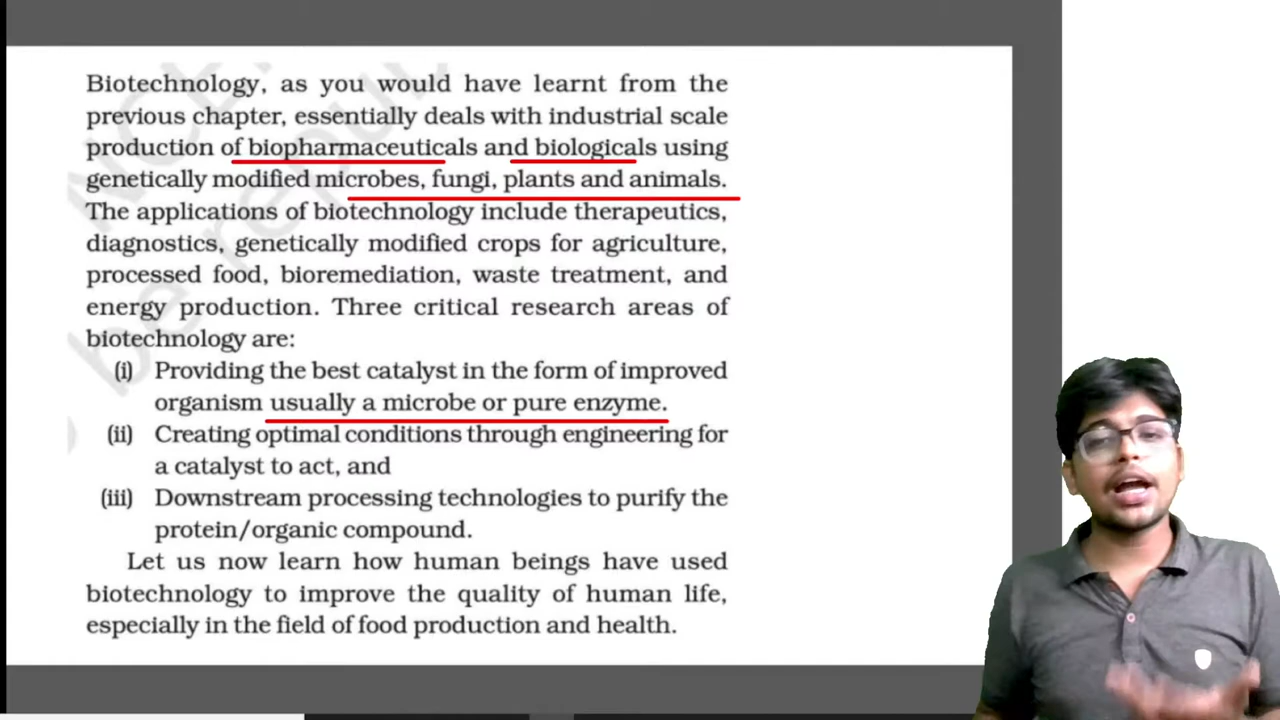 Biotechnology, as you would have learnt from the
previous chapter, essentially deals with industrial scale
production of biopharmaceuticals and biologicals using
genetically modified microbes, fungi, plants and animals.
The applications of biotechnology include therapeutics,
diagnostics, genetically modified crops for agriculture,
processed food, bioremediation, waste treatment, and
energy production. Three critical research areas of
biotechnology are:
(i) Providing the best catalyst in the form of improved
organism usually a microbe or pure enzyme.
(ii) Creating optimal conditions through engineering for
a catalyst to act, and
(iii) Downstream processing technologies to purify the
protein/organic compound.
Let us now learn how human beings have used
biotechnology to improve the quality of human life,
especially in the field of food production and health.